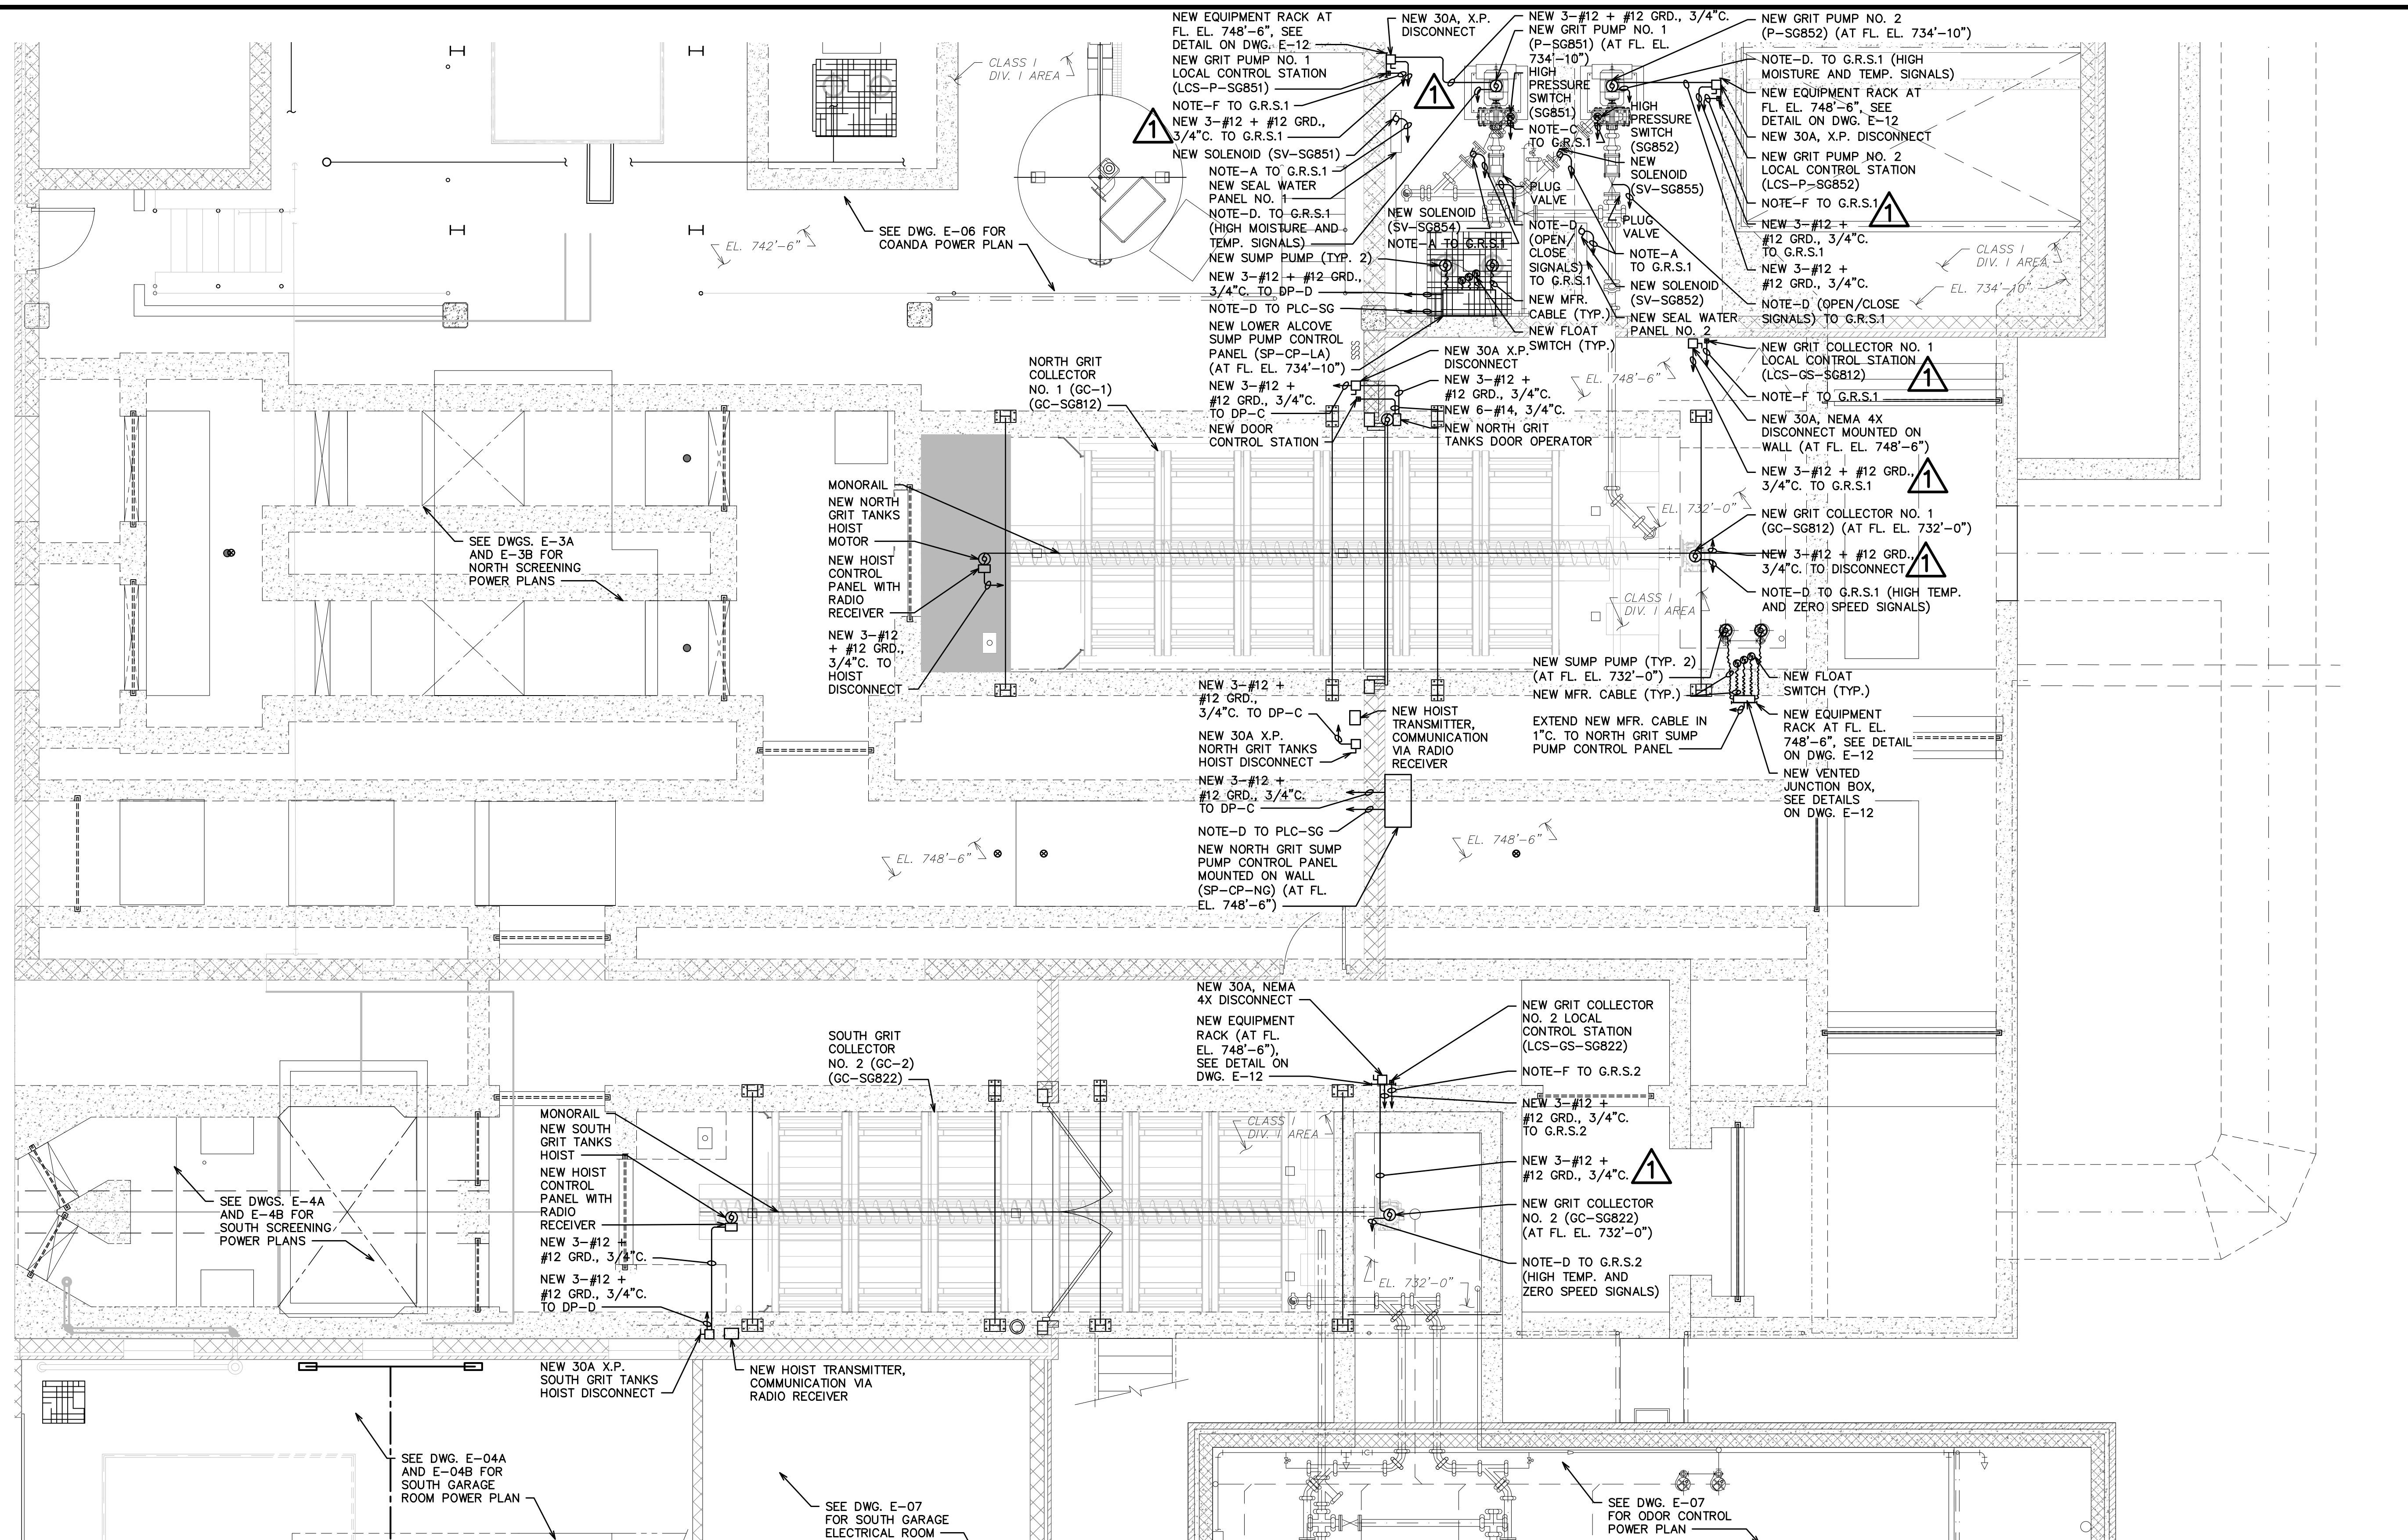 NEW EQUIPMENT RACK AT
FL. EL. 748'-6", SEE
DETAIL ON DWG. E-12
NEW GRIT PUMP NO. 1
LOCAL CONTROL STATION
(LCS-P-SG851)
NOTE-F TO G.R.S.1
NEW 3-#12 + #12 GRD.,
3/4"C. TO G.R.S.1
1
NEW SOLENOID (SV-SG851)
NOTE-A TO G.R.S.1
NEW SEAL WATER
PANEL NO. 1
NOTE-D. TO G.R.S.1
(HIGH MOISTURE AND
TEMP. SIGNALS)
NEW SUMP PUMP (TYP. 2)
NEW 3-#12 + #12 GRD.,
3/4"C. TO DP-D
NOTE-D TO PLC-SG
NEW LOWER ALCOVE
SUMP PUMP CONTROL
PANEL (SP-CP-LA)
(AT FL. EL. 734'-10")
NEW 3-#12 +
#12 GRD., 3/4"C.
TO DP-C
NEW DOOR
CONTROL STATION
NEW 30A, X.P.
DISCONNECT
1
NEW 3-#12 + #12 GRD., 3/4"C.
NEW GRIT PUMP NO. 1
(P-SG851) (AT FL. EL.
734'-10")
HIGH
PRESSURE
SWITCH
(SG851)
NOTE-C
TO G.R.S.1
PLUG
VALVE
NEW SOLENOID
(SV-SG854)
NOTE-A TO G.R.S.1
NOTE-D
(OPEN/
CLOSE
SIGNALS)
TO G.R.S.1
NEW MFR.
CABLE (TYP.)
NEW FLOAT
SWITCH (TYP.)
HIGH
PRESSURE
SWITCH
(SG852)
NEW
SOLENOID
(SV-SG855)
PLUG
VALVE
NOTE-A
TO G.R.S.1
NEW SOLENOID
(SV-SG852)
NEW SEAL WATER
PANEL NO. 2
NEW GRIT PUMP NO. 2
(P-SG852) (AT FL. EL. 734'-10")
NOTE-D. TO G.R.S.1 (HIGH
MOISTURE AND TEMP. SIGNALS)
NEW EQUIPMENT RACK AT
FL. EL. 748'-6", SEE
DETAIL ON DWG. E-12
NEW 30A, X.P. DISCONNECT
NEW GRIT PUMP NO. 2
LOCAL CONTROL STATION
(LCS-P-SG852)
NOTE-F TO G.R.S.1
1
NEW 3-#12 +
#12 GRD., 3/4"C.
TO G.R.S.1
NEW 3-#12 +
#12 GRD., 3/4"C.
NOTE-D (OPEN/CLOSE
SIGNALS) TO G.R.S.1
CLASS I
DIV. I AREA
EL. 734'-10"
CLASS I
DIV. I AREA
EL. 742'-6"
SEE DWG. E-06 FOR
COANDA POWER PLAN
NORTH GRIT
COLLECTOR
NO. 1 (GC-1)
(GC-SG812)
SSSS
NEW 30A X.P.
DISCONNECT
NEW 3-#12 +
#12 GRD., 3/4"C.
NEW 6-#14, 3/4"C.
NEW NORTH GRIT
TANKS DOOR OPERATOR
EL. 748'-6"
NEW GRIT COLLECTOR NO. 1
LOCAL CONTROL STATION
(LCS-GS-SG812)
1
NOTE-F TO G.R.S.1
NEW 30A, NEMA 4X
DISCONNECT MOUNTED ON
WALL (AT FL. EL. 748'-6")
NEW 3-#12 + #12 GRD.,
3/4"C. TO G.R.S.1
1
NEW GRIT COLLECTOR NO. 1
(GC-SG812) (AT FL. EL. 732'-0")
NEW 3-#12 + #12 GRD.,
3/4"C. TO DISCONNECT
1
NOTE-D TO G.R.S.1 (HIGH TEMP.
AND ZERO SPEED SIGNALS)
EL. 732'-0"
CLASS I
DIV. I AREA
SEE DWGS. E-3A
AND E-3B FOR
NORTH SCREENING
POWER PLANS
MONORAIL
NEW NORTH
GRIT TANKS
HOIST
MOTOR
NEW HOIST
CONTROL
PANEL WITH
RADIO
RECEIVER
NEW 3-#12
+ #12 GRD.,
3/4"C. TO
HOIST
DISCONNECT
NEW 3-#12 +
#12 GRD.,
3/4"C. TO DP-C
NEW 30A X.P.
NORTH GRIT TANKS
HOIST DISCONNECT
NEW 3-#12 +
#12 GRD., 3/4"C.
TO DP-C
NOTE-D TO PLC-SG
NEW NORTH GRIT SUMP
PUMP CONTROL PANEL
MOUNTED ON WALL
(SP-CP-NG) (AT FL.
EL. 748'-6")
NEW HOIST
TRANSMITTER,
COMMUNICATION
VIA RADIO
RECEIVER
NEW SUMP PUMP (TYP. 2)
(AT FL. EL. 732'-0")
NEW MFR. CABLE (TYP.)
EXTEND NEW MFR. CABLE IN
1"C. TO NORTH GRIT SUMP
PUMP CONTROL PANEL
NEW FLOAT
SWITCH (TYP.)
NEW EQUIPMENT
RACK AT FL. EL.
748'-6", SEE DETAIL
ON DWG. E-12
NEW VENTED
JUNCTION BOX,
SEE DETAILS
ON DWG. E-12
EL. 748'-6"
EL. 748'-6"
SOUTH GRIT
COLLECTOR
NO. 2 (GC-2)
(GC-SG822)
NEW 30A, NEMA
4X DISCONNECT
NEW EQUIPMENT
RACK (AT FL.
EL. 748'-6"),
SEE DETAIL ON
DWG. E-12
NEW GRIT COLLECTOR
NO. 2 LOCAL
CONTROL STATION
(LCS-GS-SG822)
NOTE-F TO G.R.S.2
NEW 3-#12 +
#12 GRD., 3/4"C.
TO G.R.S.2
NEW 3-#12 +
#12 GRD., 3/4"C.
1
NEW GRIT COLLECTOR
NO. 2 (GC-SG822)
(AT FL. EL. 732'-0")
NOTE-D TO G.R.S.2
(HIGH TEMP. AND
ZERO SPEED SIGNALS)
CLASS I
DIV. I AREA
EL. 732'-0"
MONORAIL
NEW SOUTH
GRIT TANKS
HOIST
NEW HOIST
CONTROL
PANEL WITH
RADIO
RECEIVER
NEW 3-#12 +
#12 GRD., 3/4"C.
NEW 3-#12 +
#12 GRD., 3/4"C.
TO DP-D
NEW 30A X.P.
SOUTH GRIT TANKS
HOIST DISCONNECT
NEW HOIST TRANSMITTER,
COMMUNICATION VIA
RADIO RECEIVER
SEE DWGS. E-4A
AND E-4B FOR
SOUTH SCREENING
POWER PLANS
SEE DWG. E-04A
AND E-04B FOR
SOUTH GARAGE
ROOM POWER PLAN
SEE DWG. E-07
FOR SOUTH GARAGE
ELECTRICAL ROOM
SEE DWG. E-07
FOR ODOR CONTROL
POWER PLAN